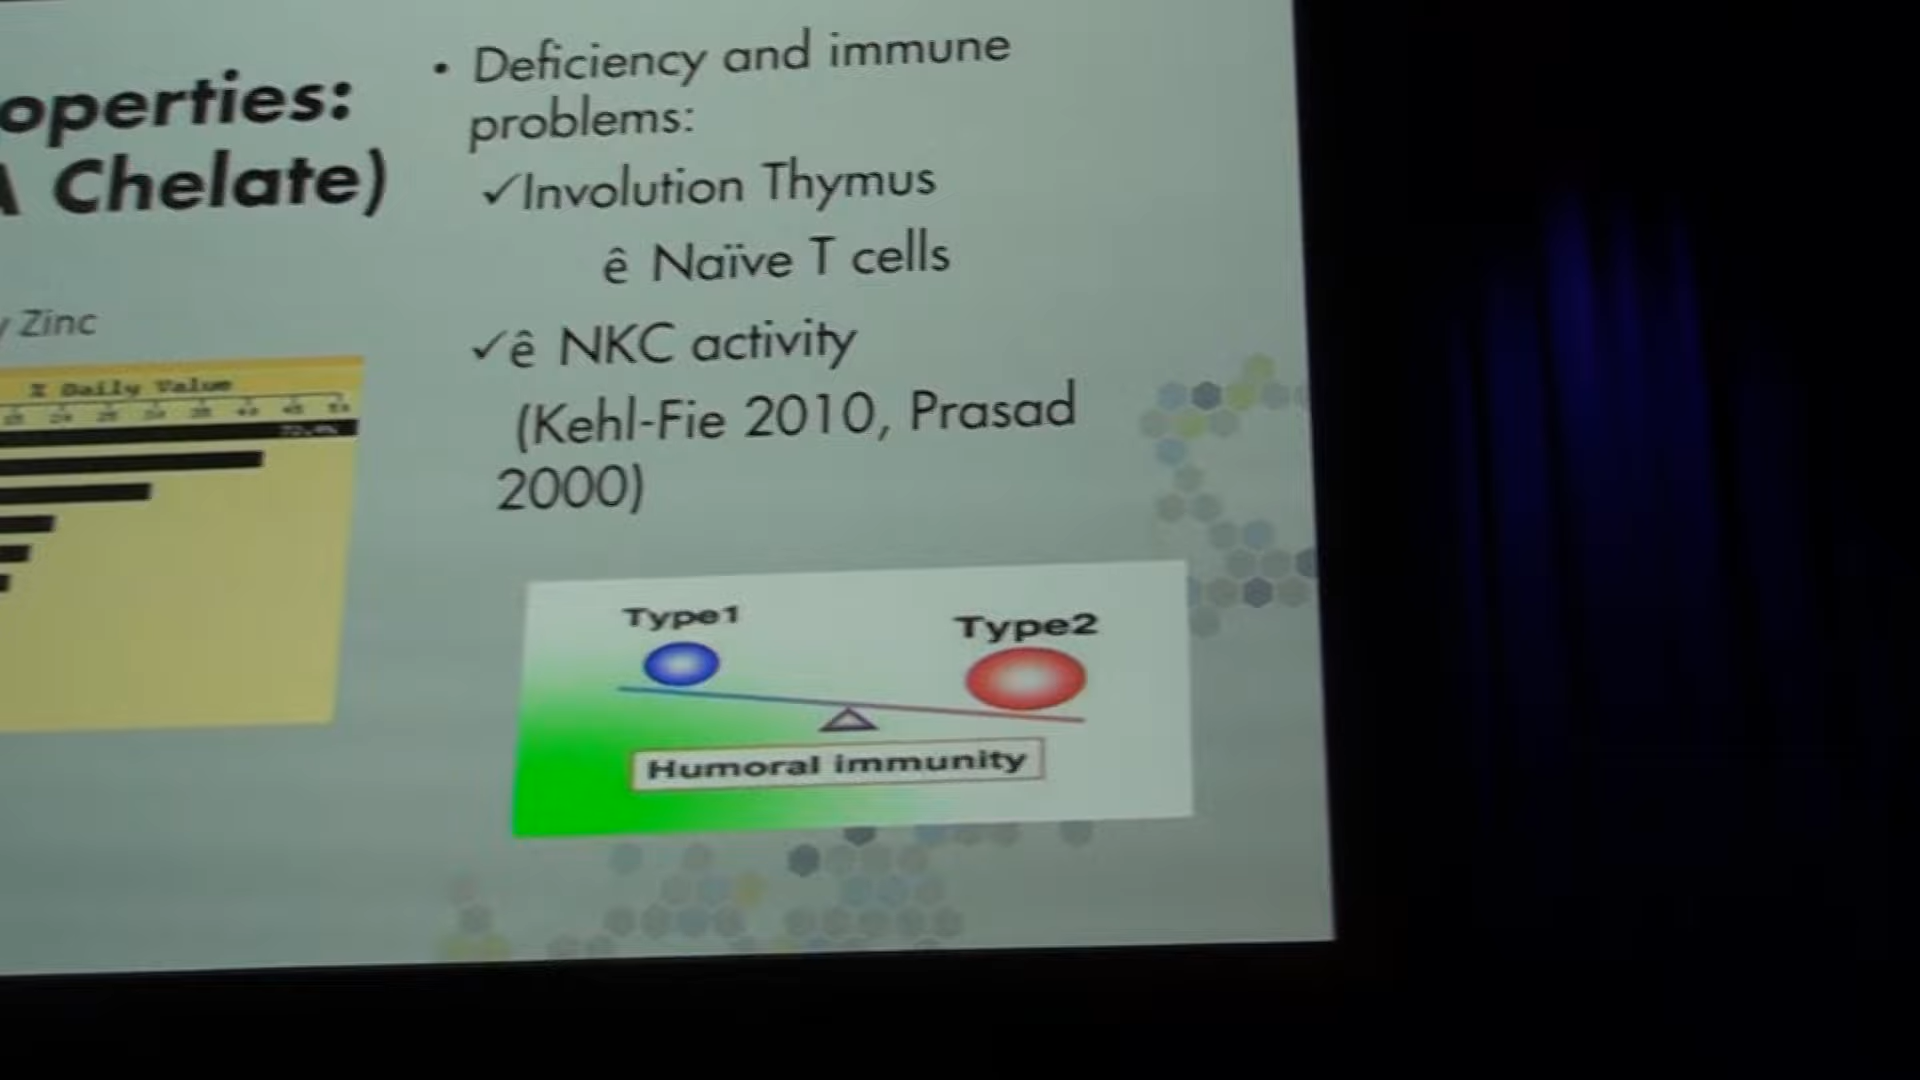 operties:
Chelate)
Zinc
% Daily Value
• Deficiency and immune
problems:
✓Involution Thymus
ê Naïve T cells
✓ê NKC activity
(Kehl-Fie 2010, Prasad
2000)
Type1
Type2
Humoral immunity